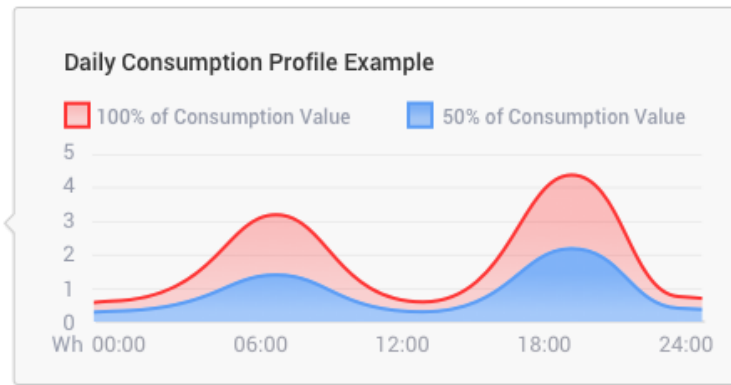 Daily Consumption Profile Example
100% of Consumption Value 50% of Consumption Value
5
4
3
2
1
0
Wh 00:00 06:00 12:00 18:00 24:00